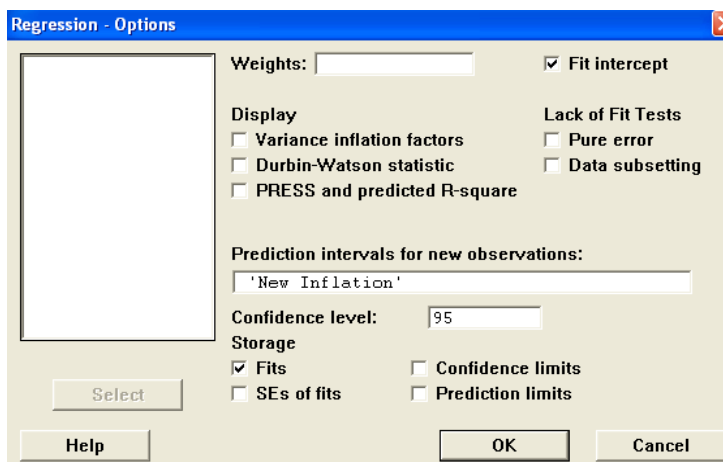 Regression - Options
Weights:
Fit intercept
Display
Lack of Fit Tests
Variance inflation factors
Pure error
Durbin-Watson statistic
Data subsetting
PRESS and predicted R-square
Prediction intervals for new observations:
'New Inflation'
Confidence level: 95
Storage
Fits
Confidence limits
Select
SEs of fits
Prediction limits
Help
OK
Cancel